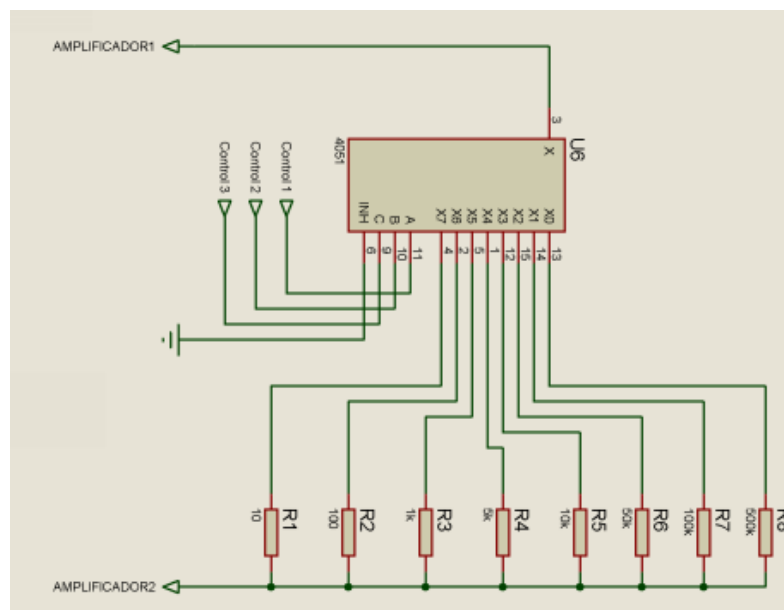 AMPLIFICADOR1
3
X
U6
4051
Control 1
Control 2
Control 3
INH
C
B
A
X7
X6
X5
X4
X3
X2
X1
X0
6
9
10
11
4
2
5
1
12
15
14
13
R1
10
R2
100
R3
1k
R4
5k
R5
10k
R6
50k
R7
100k
R8
500k
AMPLIFICADOR2